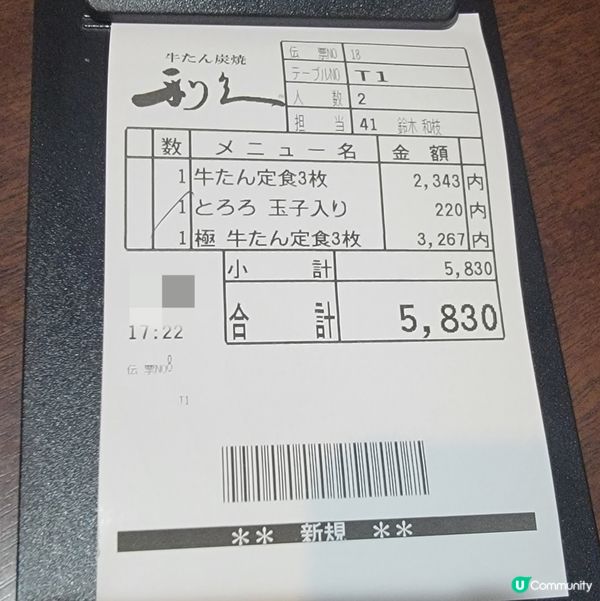 牛たん炭焼
利久
伝 票NO 18
テーブルNO T1
人 数 2
担 当 41 鈴木 和枝
数 メニュー名 金 額
1 牛たん定食3枚 2,343 内
1 とろろ 玉子入り 220 内
1 極 牛たん定食3枚 3,267 内
小 計 5,830
合 計 5,830
17:22
伝 票NO
T1
** 新規 **
U Community